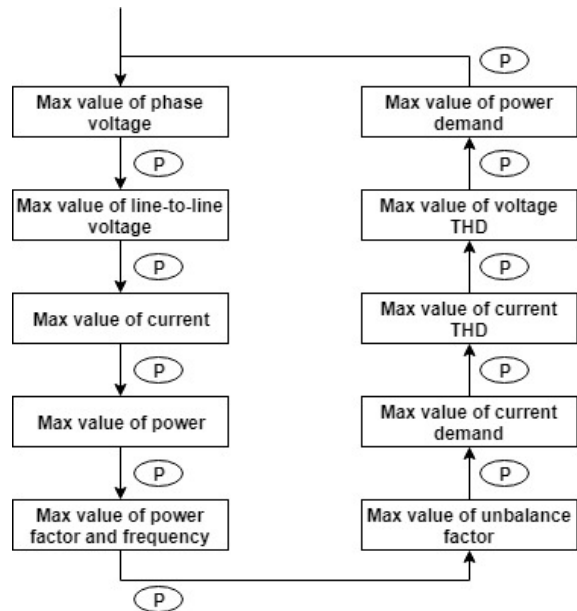 P
Max value of phase
voltage
Max value of power
demand
P
P
Max value of line-to-line
voltage
Max value of voltage
THD
P
P
Max value of current
Max value of current
THD
P
P
Max value of power
Max value of current
demand
P
P
Max value of power
factor and frequency
Max value of unbalance
factor
P